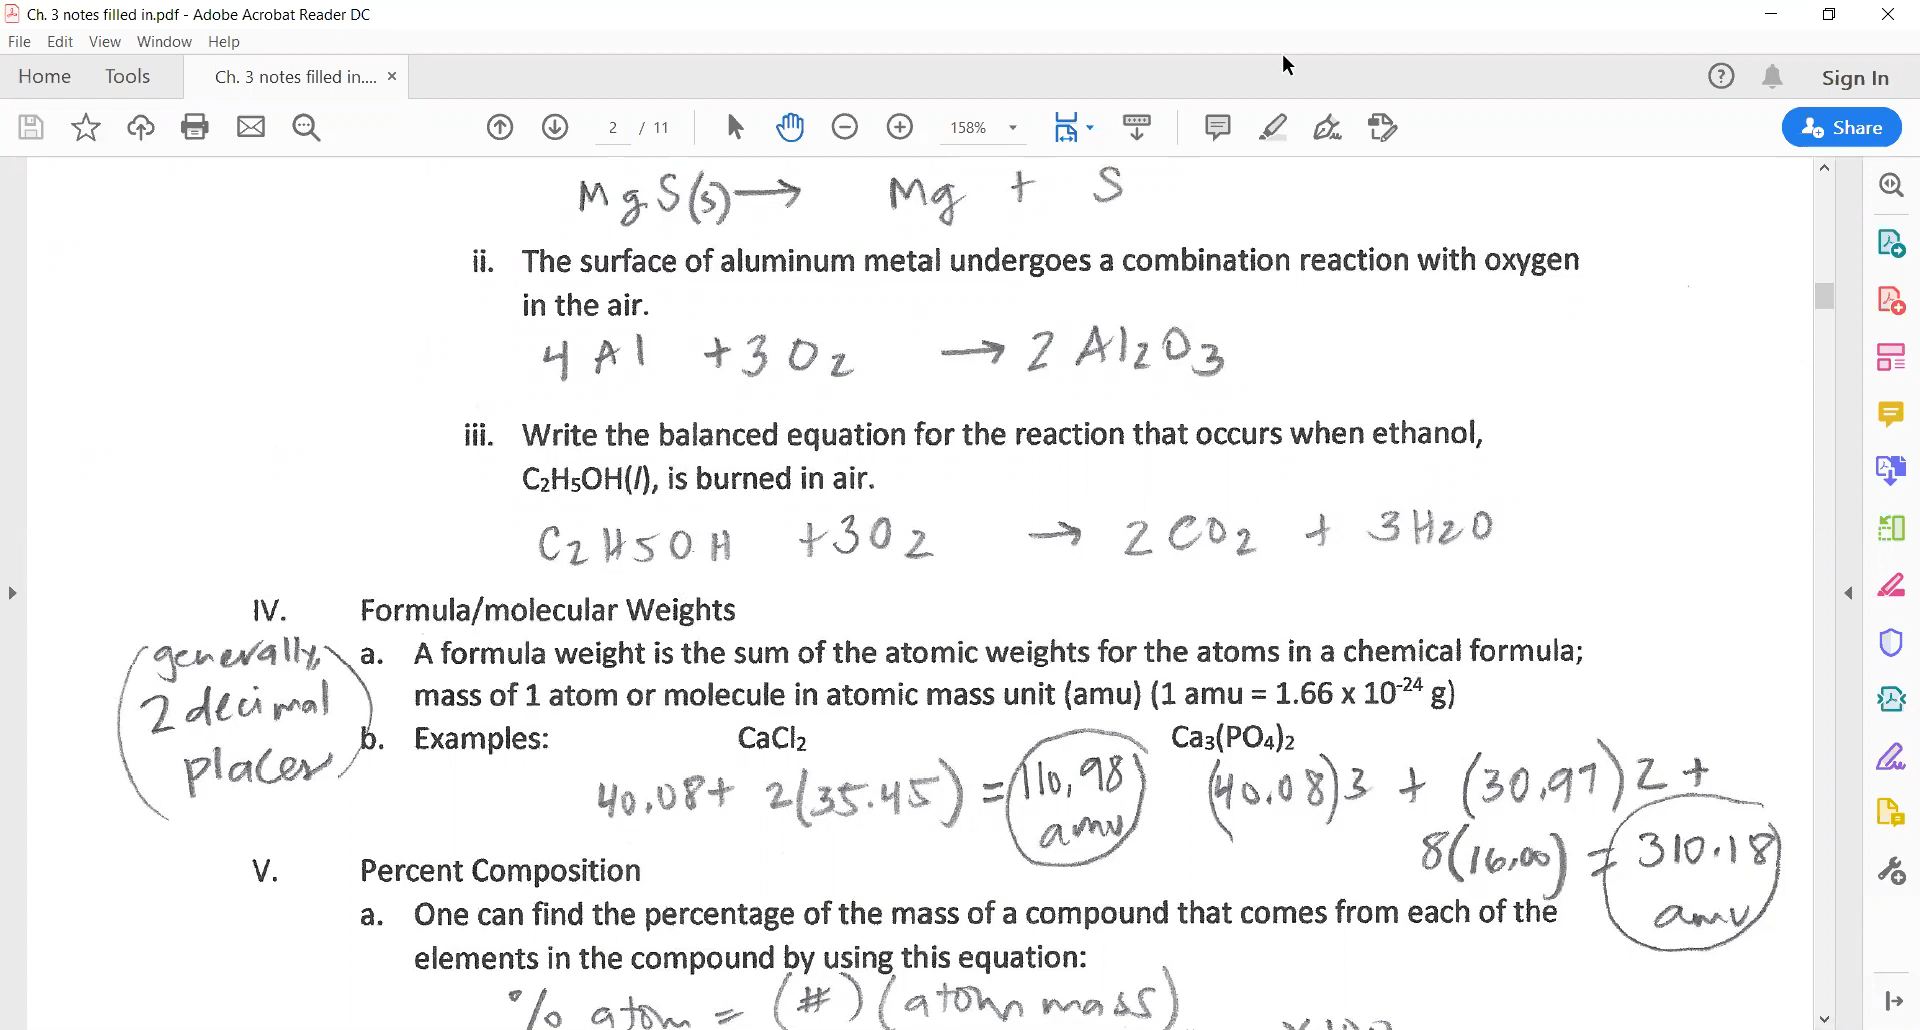 Ch. 3 notes filled in.pdf - Adobe Acrobat Reader DC
File Edit View Window Help
Home Tools Ch. 3 notes filled in.... × Sign In
2 / 11 158% Share
MgS(s) → Mg + S
ii. The surface of aluminum metal undergoes a combination reaction with oxygen
in the air.
4Al + 3O2 → 2Al2O3
iii. Write the balanced equation for the reaction that occurs when ethanol,
C₂H₅OH(l), is burned in air.
C2H5OH + 3O2 → 2CO2 + 3H2O
IV. Formula/molecular Weights
(generally, 2 decimal places)
a. A formula weight is the sum of the atomic weights for the atoms in a chemical formula;
mass of 1 atom or molecule in atomic mass unit (amu) (1 amu = 1.66 x 10⁻²⁴ g)
b. Examples: CaCl₂ Ca₃(PO₄)₂
40.08 + 2(35.45) = 110.98 amu
(40.08)3 + (30.97)2 +
8(16.00) = 310.18 amu
V. Percent Composition
a. One can find the percentage of the mass of a compound that comes from each of the
elements in the compound by using this equation:
% atom = (#)(atom mass)